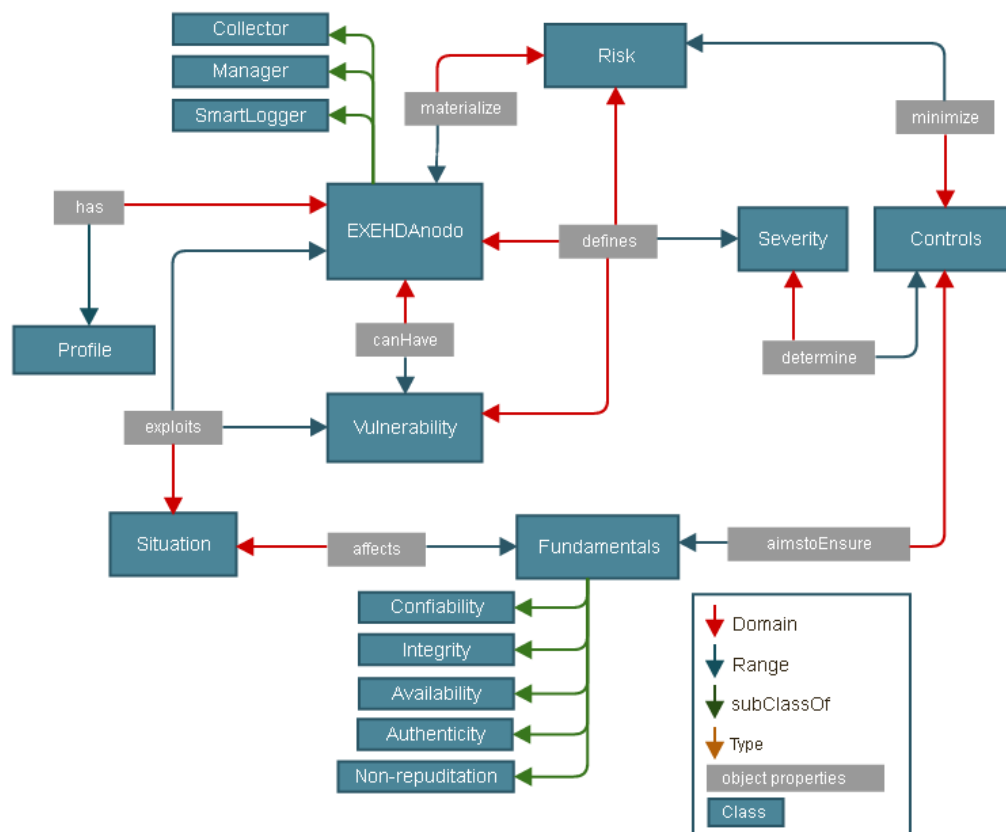 Collector
Manager
SmartLogger
Risk
materialize
minimize
has
EXEHDAnodo
defines
Severity
Controls
Profile
canHave
determine
exploits
Vulnerability
Situation
affects
Fundamentals
aimstoEnsure
Confiability
Integrity
Availability
Authenticity
Non-repuditation
Domain
Range
subClassOf
Type
object properties
Class